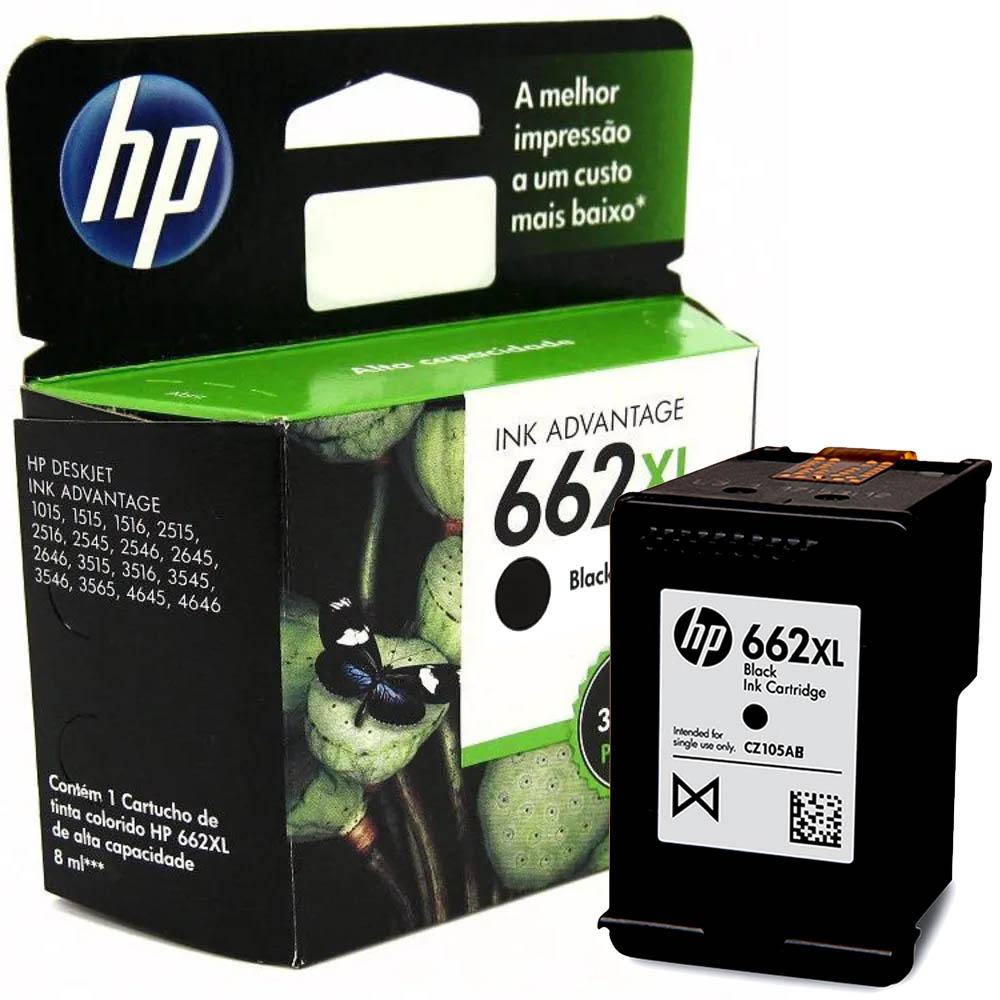 hp
A melhor
impressão
a um custo
mais baixo*
Alta capacidade
Abrir
HP DESKJET
INK ADVANTAGE
1015, 1515, 1516, 2515,
2516, 2545, 2546, 2645,
2646, 3515, 3516, 3545,
3546, 3565, 4645, 4646
Contém 1 Cartucho de
tinta colorido HP 662XL
de alta capacidade
8 ml***
INK ADVANTAGE
662XL
Black
hp 662XL
Black
Ink Cartridge
Intended for
single use only. CZ105AB